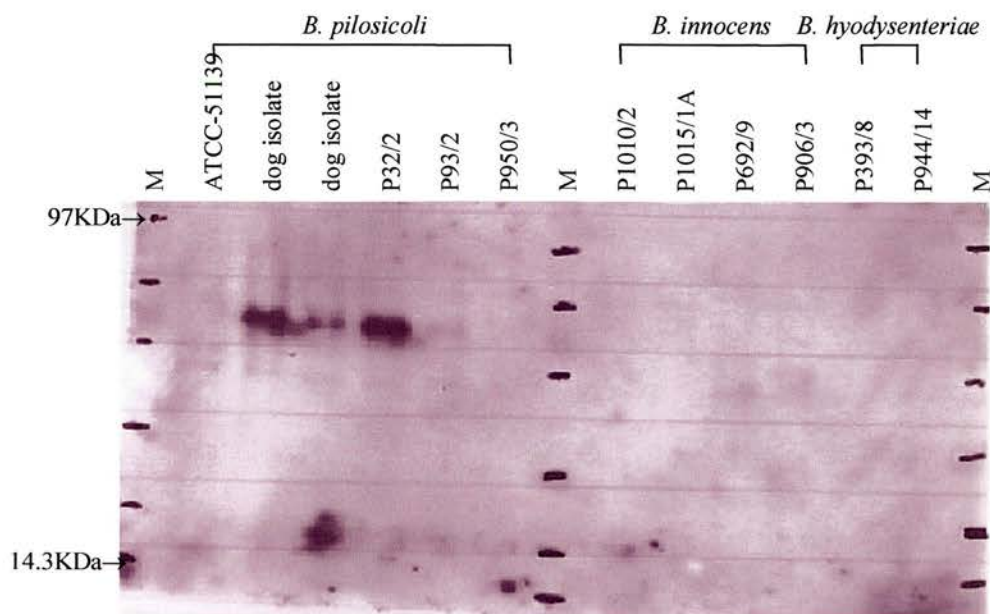 B. pilosicoli
B. innocens
B. hyodysenteriae
M
ATCC-51139
dog isolate
dog isolate
P32/2
P93/2
P950/3
M
P1010/2
P1015/1A
P692/9
P906/3
P393/8
P944/14
M
97KDa→
14.3KDa→